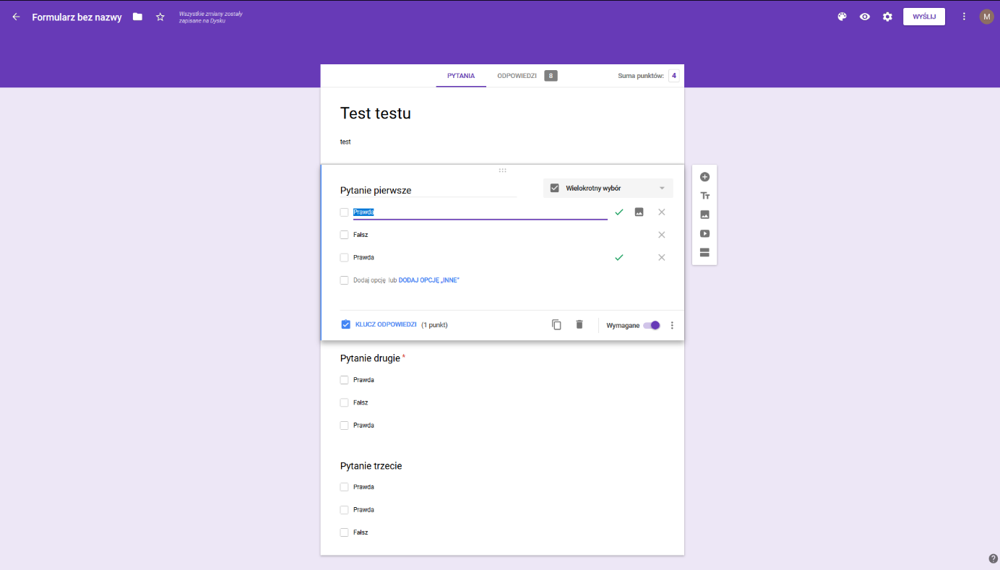 Formularz bez nazwy
Wszystkie zmiany zostały
zapisane na Dysku
WYŚLIJ
M
PYTANIA
ODPOWIEDZI 8
Suma punktów: 4
Test testu
test
Pytanie pierwsze
Wielokrotny wybór
Prawda
Fałsz
Prawda
Dodaj opcję lub DODAJ OPCJĘ „INNE”
KLUCZ ODPOWIEDZI (1 punkt)
Wymagane
Pytanie drugie *
Prawda
Fałsz
Prawda
Pytanie trzecie
Prawda
Prawda
Fałsz